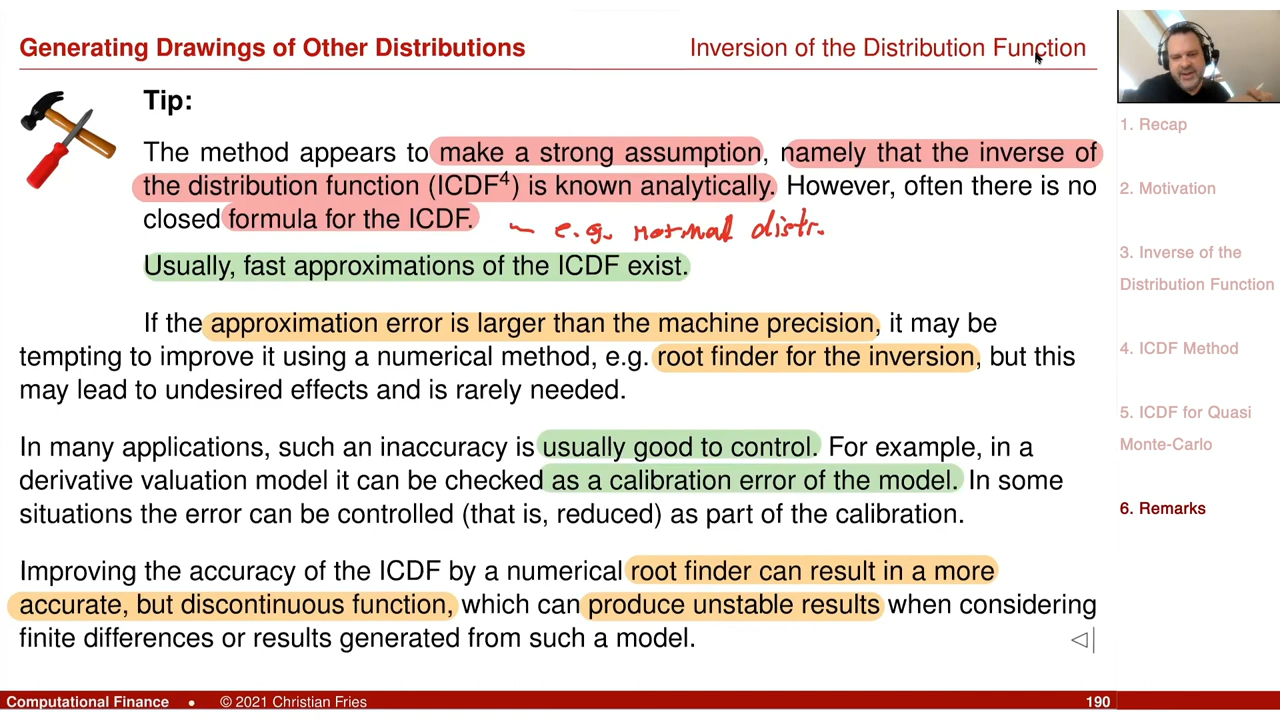 Generating Drawings of Other Distributions
Inversion of the Distribution Function
Tip:
The method appears to make a strong assumption, namely that the inverse of
the distribution function (ICDF⁴) is known analytically. However, often there is no
closed formula for the ICDF.
~ e.g. normal distr.
Usually, fast approximations of the ICDF exist.
If the approximation error is larger than the machine precision, it may be
tempting to improve it using a numerical method, e.g. root finder for the inversion, but this
may lead to undesired effects and is rarely needed.
In many applications, such an inaccuracy is usually good to control. For example, in a
derivative valuation model it can be checked as a calibration error of the model. In some
situations the error can be controlled (that is, reduced) as part of the calibration.
Improving the accuracy of the ICDF by a numerical root finder can result in a more
accurate, but discontinuous function, which can produce unstable results when considering
finite differences or results generated from such a model.
1. Recap
2. Motivation
3. Inverse of the
Distribution Function
4. ICDF Method
5. ICDF for Quasi
Monte-Carlo
6. Remarks
Computational Finance • © 2021 Christian Fries
190